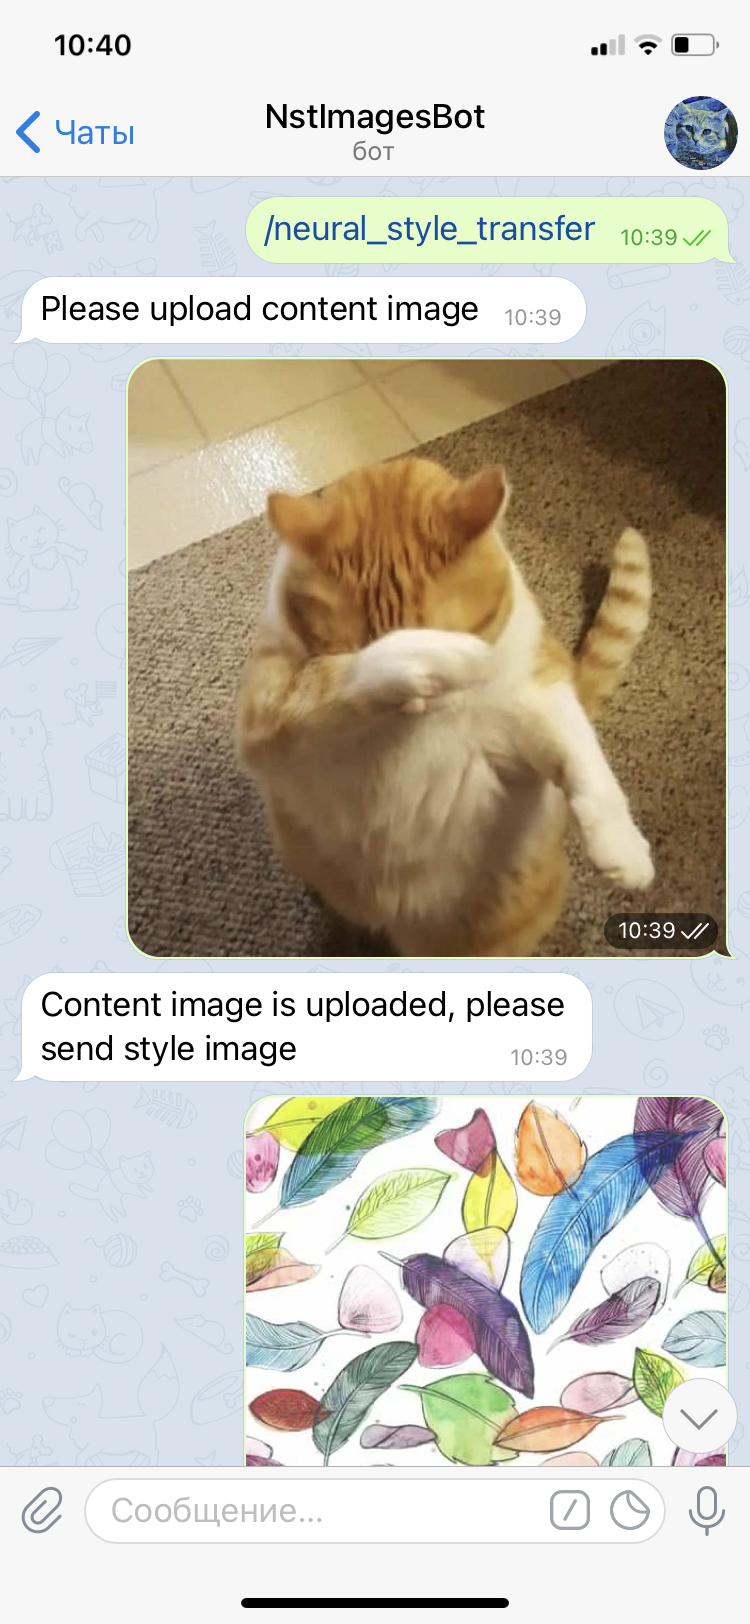 10:40
Чаты
NstImagesBot
бот
/neural_style_transfer 10:39
Please upload content image 10:39
10:39
Content image is uploaded, please
send style image 10:39
Сообщение...